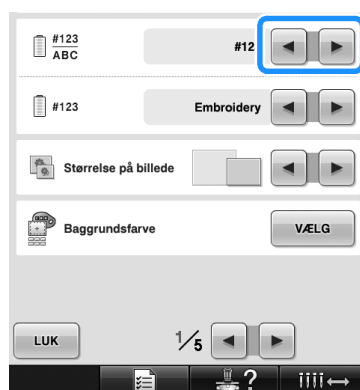 #123
ABC
#12
#123
Embroidery
Størrelse på billede
Baggrundsfarve
VÆLG
LUK
1/5
?